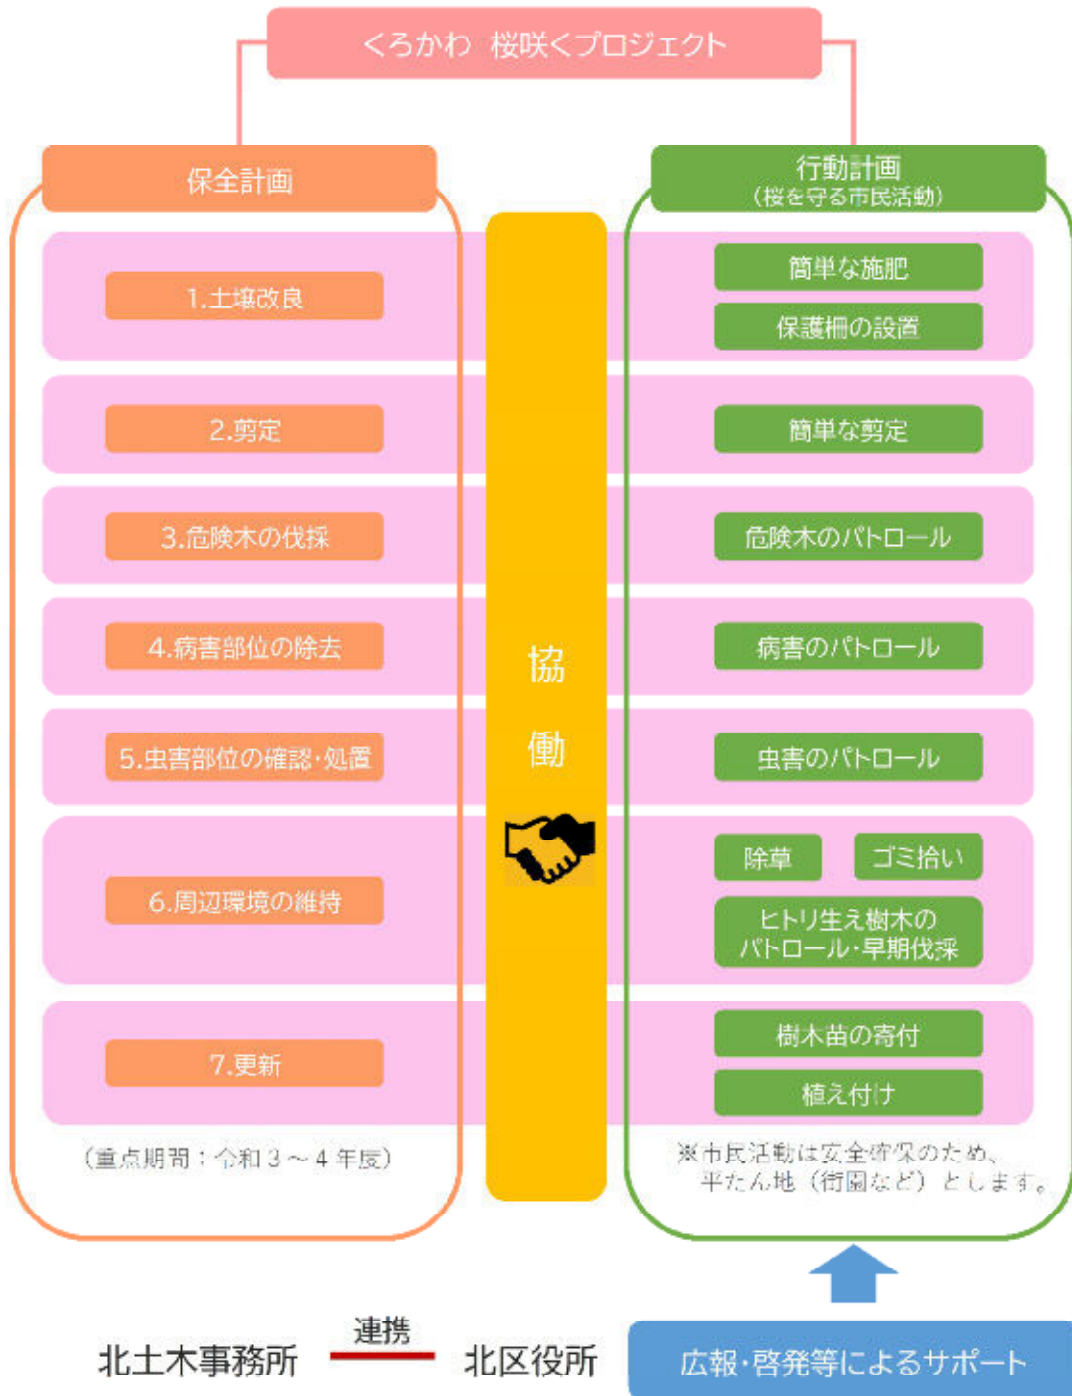 くろかわ 桜咲くプロジェクト
保全計画
行動計画
(桜を守る市民活動)
1.土壌改良
簡単な施肥
保護柵の設置
2.剪定
簡単な剪定
3.危険木の伐採
危険木のパトロール
4.病害部位の除去
病害のパトロール
5.虫害部位の確認・処置
虫害のパトロール
協
働
6.周辺環境の維持
除草
ゴミ拾い
ヒトリ生え樹木の
パトロール・早期伐採
7.更新
樹木苗の寄付
植え付け
(重点期間:令和3~4年度)
※市民活動は安全確保のため、
平たん地(街園など)とします。
北土木事務所
連携
北区役所
広報・啓発等によるサポート